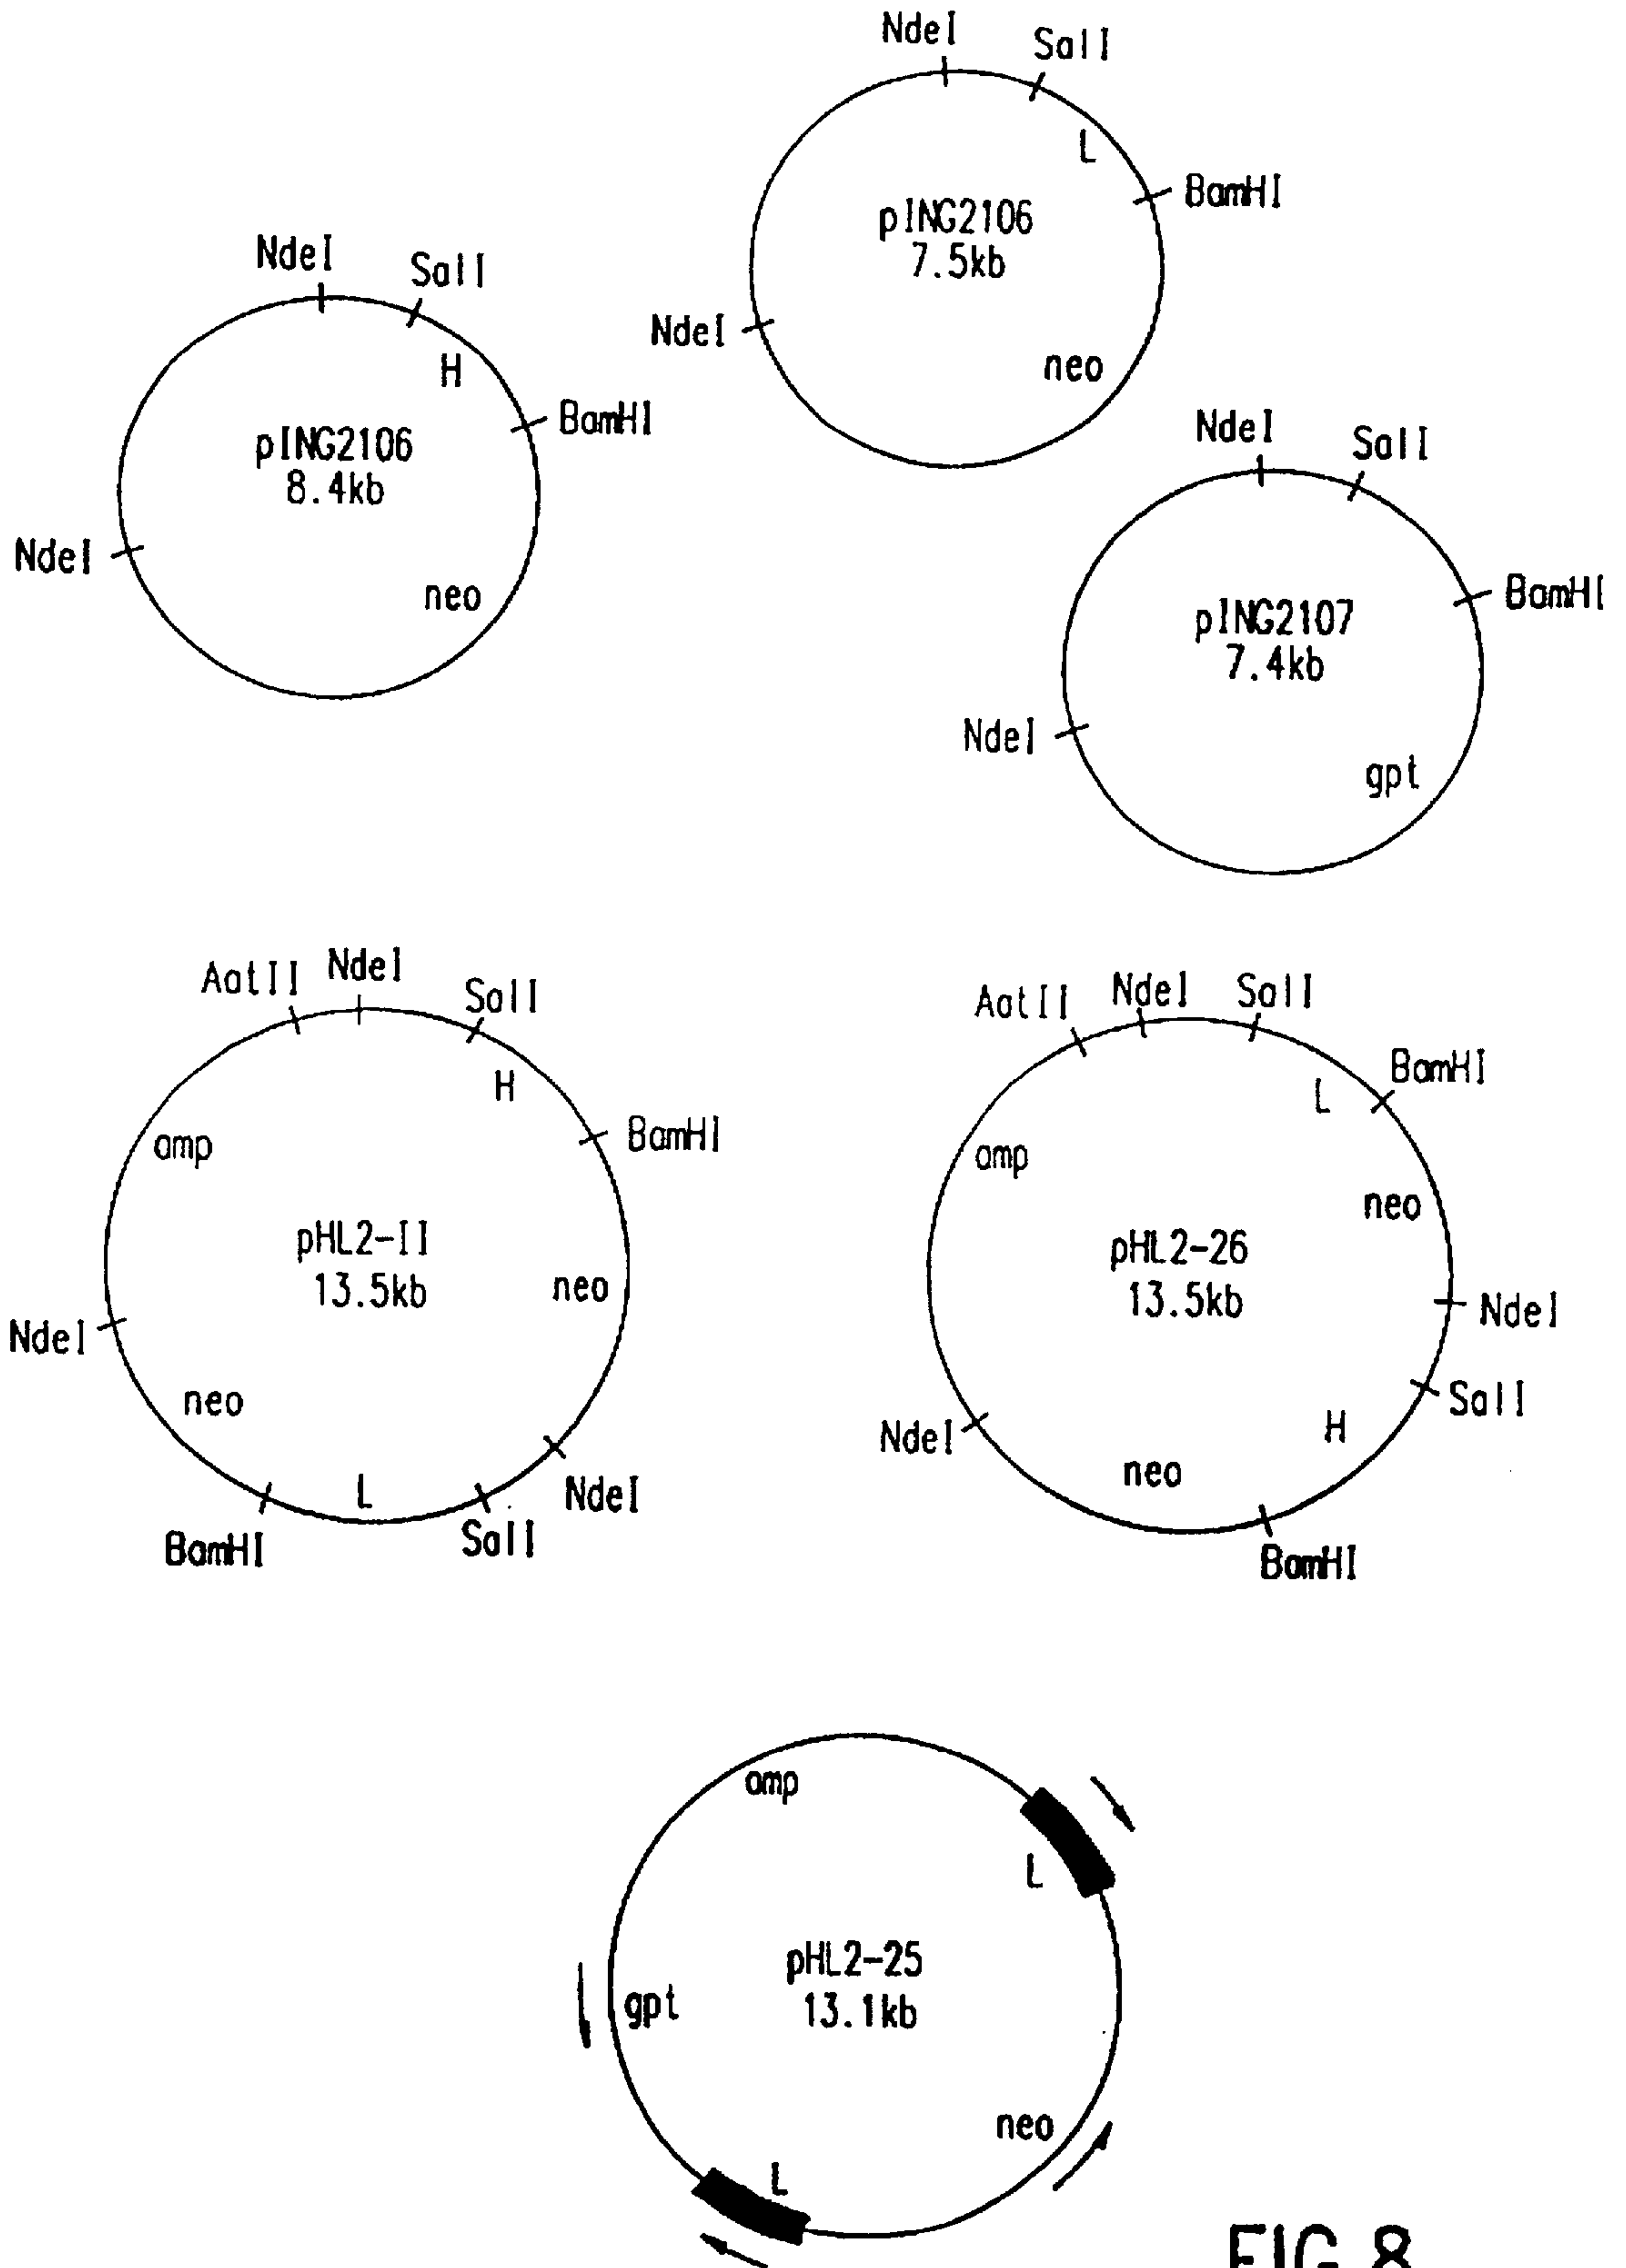 NdeI
SalI
L
BamHI
pING2106
7.5kb
NdeI
neo
NdeI
SalI
H
BamHI
pING2106
8.4kb
NdeI
neo
NdeI
SalI
BamHI
pING2107
7.4kb
NdeI
gpt
AatII
NdeI
SalI
H
BamHI
amp
pHL2-II
13.5kb
neo
NdeI
neo
L
NdeI
BamHI
SalI
AatII
NdeI
SalI
BamHI
L
amp
neo
pHL2-26
13.5kb
NdeI
SalI
H
NdeI
neo
BamHI
amp
L
pHL2-25
13.1kb
gpt
neo
L
FIG.8